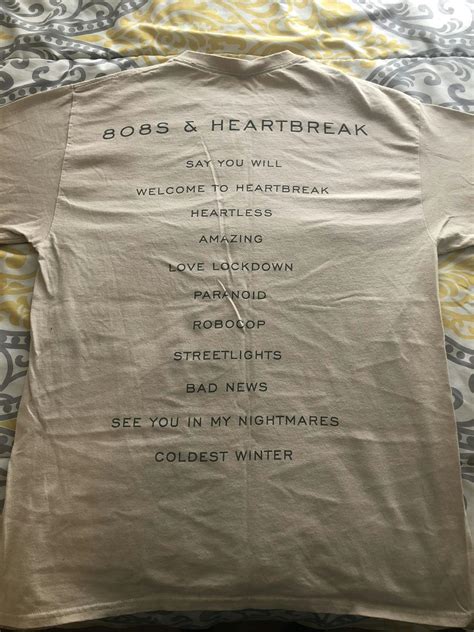 808S & HEARTBREAK
SAY YOU WILL
WELCOME TO HEARTBREAK
HEARTLESS
AMAZING
LOVE LOCKDOWN
PARANOID
ROBOCOP
STREETLIGHTS
BAD NEWS
SEE YOU IN MY NIGHTMARES
COLDEST WINTER